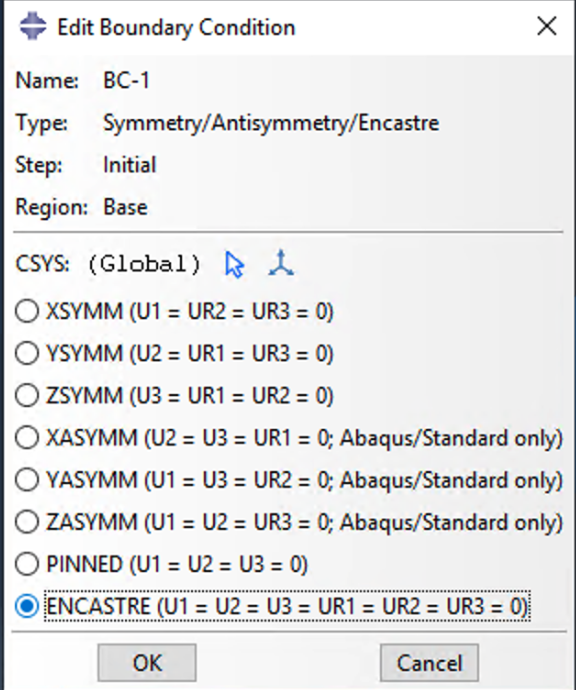 Edit Boundary Condition
Name: BC-1
Type: Symmetry/Antisymmetry/Encastre
Step: Initial
Region: Base
CSYS: (Global)
XSYMM (U1 = UR2 = UR3 = 0)
YSYMM (U2 = UR1 = UR3 = 0)
ZSYMM (U3 = UR1 = UR2 = 0)
XASYMM (U2 = U3 = UR1 = 0; Abaqus/Standard only)
YASYMM (U1 = U3 = UR2 = 0; Abaqus/Standard only)
ZASYMM (U1 = U2 = UR3 = 0; Abaqus/Standard only)
PINNED (U1 = U2 = U3 = 0)
ENCASTRE (U1 = U2 = U3 = UR1 = UR2 = UR3 = 0)
OK Cancel